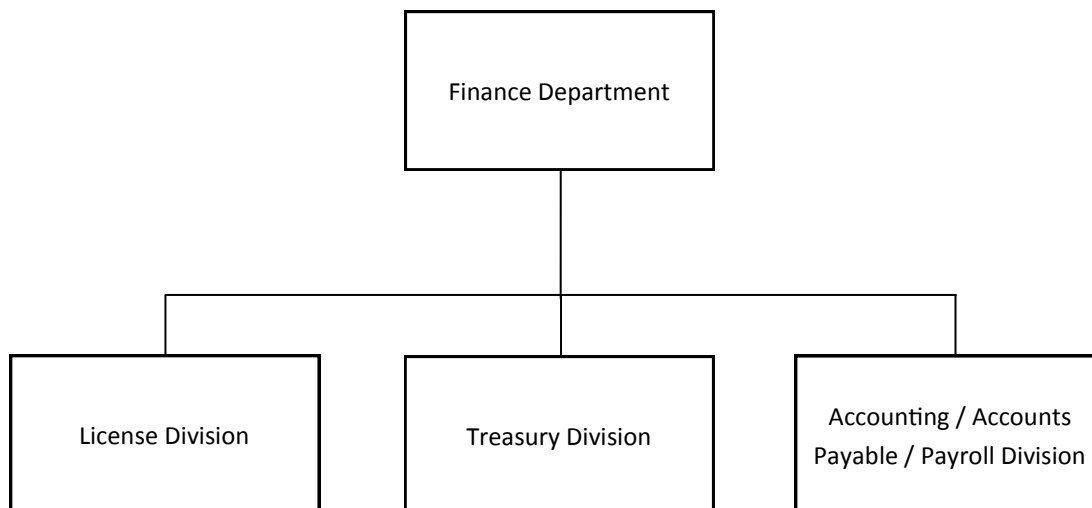 Finance Department
License Division
Treasury Division
Accounting / Accounts
Payable / Payroll Division